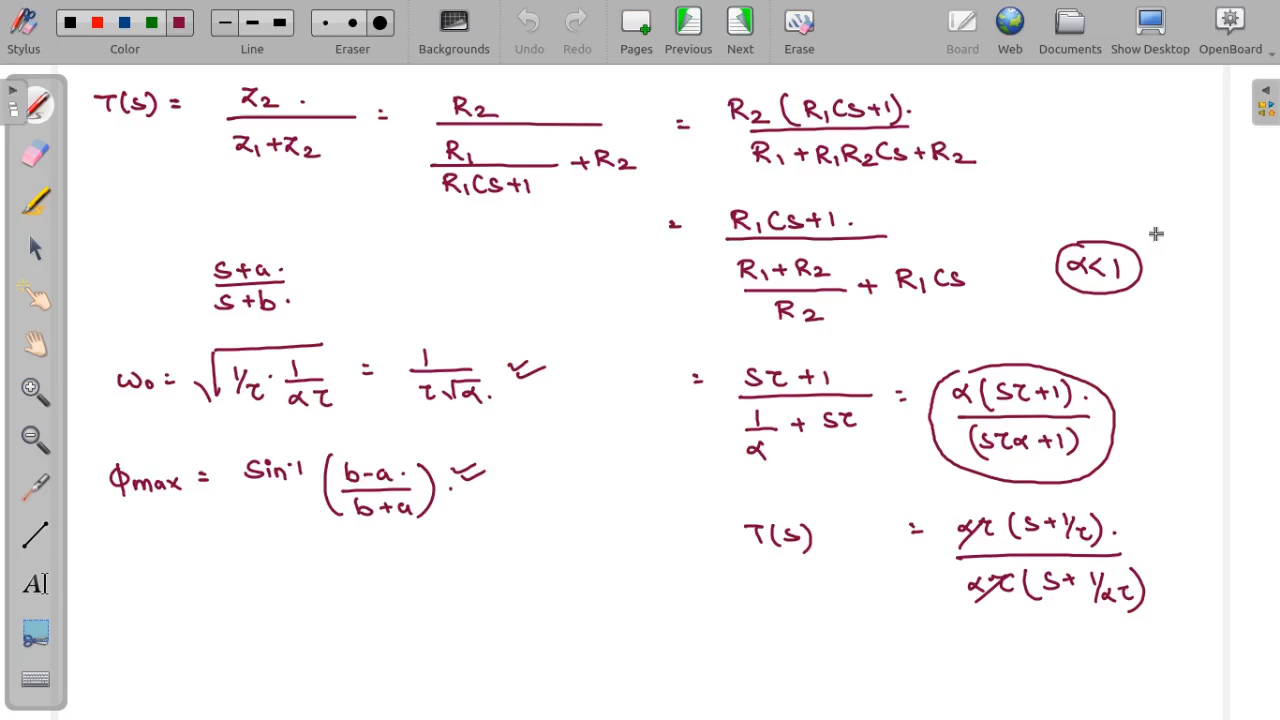 Stylus Color Line Eraser Backgrounds Undo Redo Pages Previous Next Erase Board Web Documents Show Desktop OpenBoard
T(s) = Z2 / (Z1+Z2) = R2 / (R1/(R1Cs+1) + R2) = R2(R1Cs+1) / (R1+R1R2Cs+R2)
= (R1Cs+1) / ((R1+R2)/R2 + R1Cs)
α<1
(s+a) / (s+b)
ω0 = √(1/τ · 1/ατ) = 1/(τ√α)
= (sτ+1) / (1/α + sτ) = α(sτ+1) / (sτα+1)
Φmax = sin-1 ((b-a)/(b+a))
T(s) = ατ(s+1/τ) / ατ(s+1/ατ)
AI